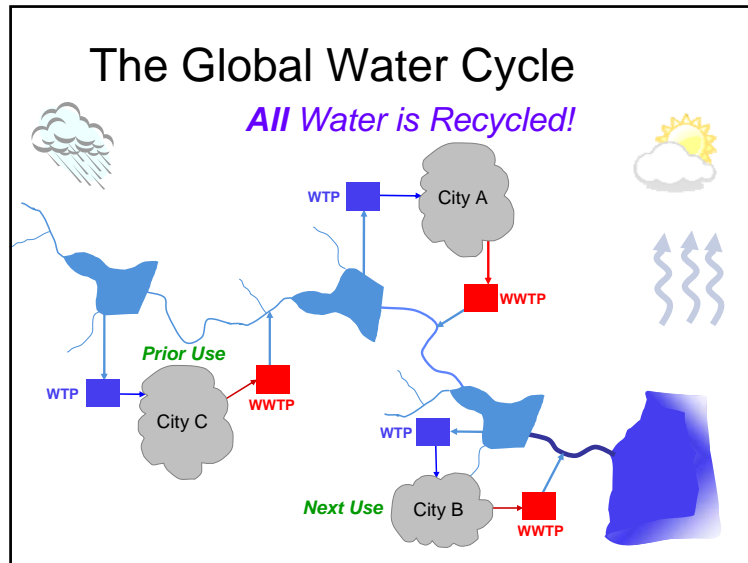 The Global Water Cycle
All Water is Recycled!
WTP
City A
WWTP
Prior Use
WTP
City C
WWTP
WTP
Next Use
City B
WWTP